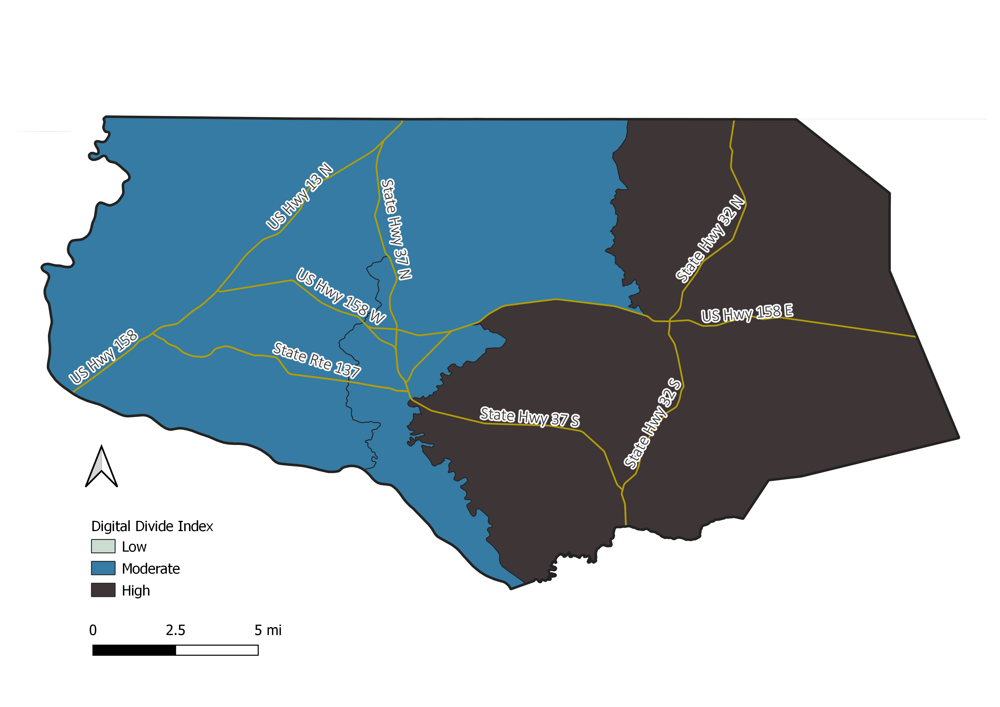 US Hwy 13 N
State Hwy 37 N
State Hwy 32 N
US Hwy 158 W
US Hwy 158 E
US Hwy 158
State Rte 137
State Hwy 37 S
State Hwy 32 S
Digital Divide Index
Low
Moderate
High
0 2.5 5 mi